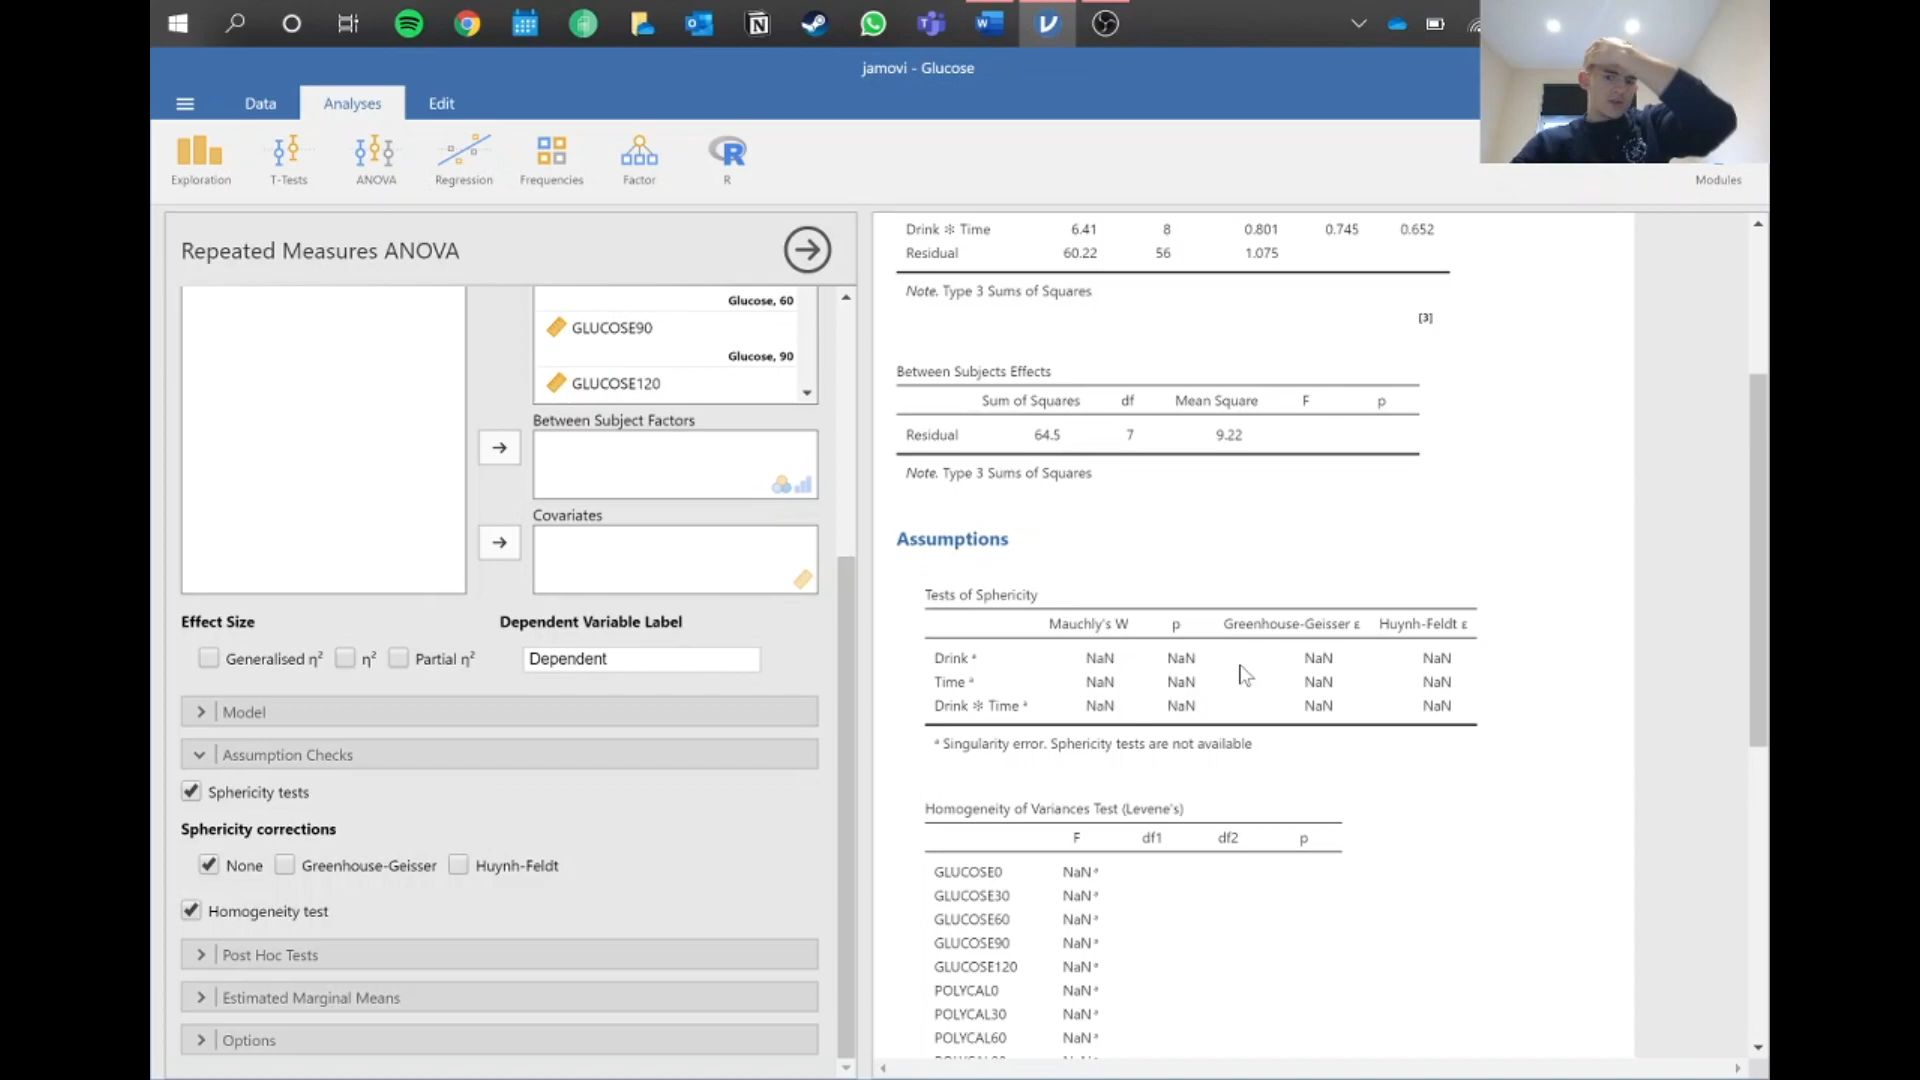 jamovi - Glucose
Data Analyses Edit
Exploration T-Tests ANOVA Regression Frequencies Factor R Modules
Repeated Measures ANOVA
Glucose, 60
GLUCOSE90
Glucose, 90
GLUCOSE120
Between Subject Factors
Covariates
Effect Size Dependent Variable Label
Generalised η² η² Partial η² Dependent
Model
Assumption Checks
Sphericity tests
Sphericity corrections
None Greenhouse-Geisser Huynh-Feldt
Homogeneity test
Post Hoc Tests
Estimated Marginal Means
Options
Drink ✻ Time 6.41 8 0.801 0.745 0.652
Residual 60.22 56 1.075
Note. Type 3 Sums of Squares
[3]
Between Subjects Effects
Sum of Squares df Mean Square F p
Residual 64.5 7 9.22
Note. Type 3 Sums of Squares
Assumptions
Tests of Sphericity
Mauchly's W p Greenhouse-Geisser ε Huynh-Feldt ε
Drink ᵃ NaN NaN NaN NaN
Time ᵃ NaN NaN NaN NaN
Drink ✻ Time ᵃ NaN NaN NaN NaN
ᵃ Singularity error. Sphericity tests are not available
Homogeneity of Variances Test (Levene's)
F df1 df2 p
GLUCOSE0 NaN ᵃ
GLUCOSE30 NaN ᵃ
GLUCOSE60 NaN ᵃ
GLUCOSE90 NaN ᵃ
GLUCOSE120 NaN ᵃ
POLYCAL0 NaN ᵃ
POLYCAL30 NaN ᵃ
POLYCAL60 NaN ᵃ